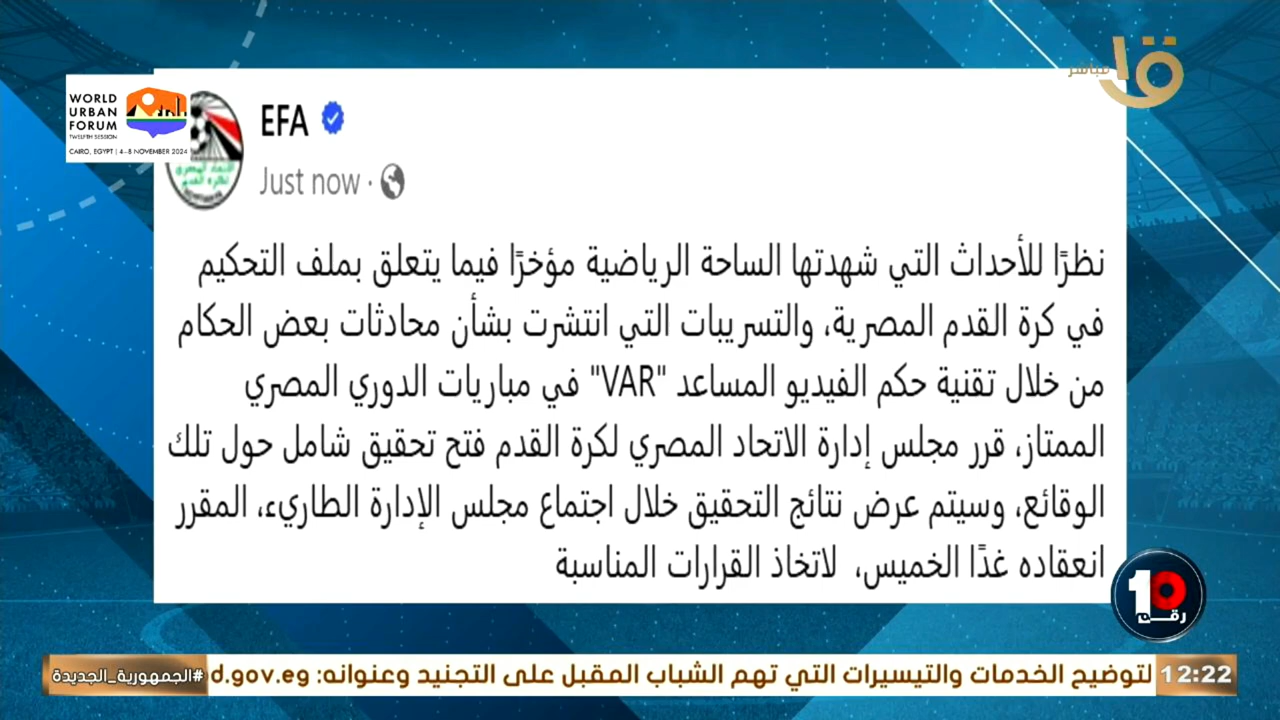 WORLD
URBAN
FORUM
TWELFTH SESSION
CAIRO, EGYPT | 4-8 NOVEMBER 2024
مباشر
EFA
Just now
نظرًا للأحداث التي شهدتها الساحة الرياضية مؤخرًا فيما يتعلق بملف التحكيم
في كرة القدم المصرية، والتسريبات التي انتشرت بشأن محادثات بعض الحكام
من خلال تقنية حكم الفيديو المساعد "VAR" في مباريات الدوري المصري
الممتاز، قرر مجلس إدارة الاتحاد المصري لكرة القدم فتح تحقيق شامل حول تلك
الوقائع، وسيتم عرض نتائج التحقيق خلال اجتماع مجلس الإدارة الطاريء، المقرر
انعقاده غدًا الخميس، لاتخاذ القرارات المناسبة
10
رقم
12:22
لتوضيح الخدمات والتيسيرات التي تهم الشباب المقبل على التجنيد وعنوانه: d.gov.eg
#الجمهورية_الجديدة